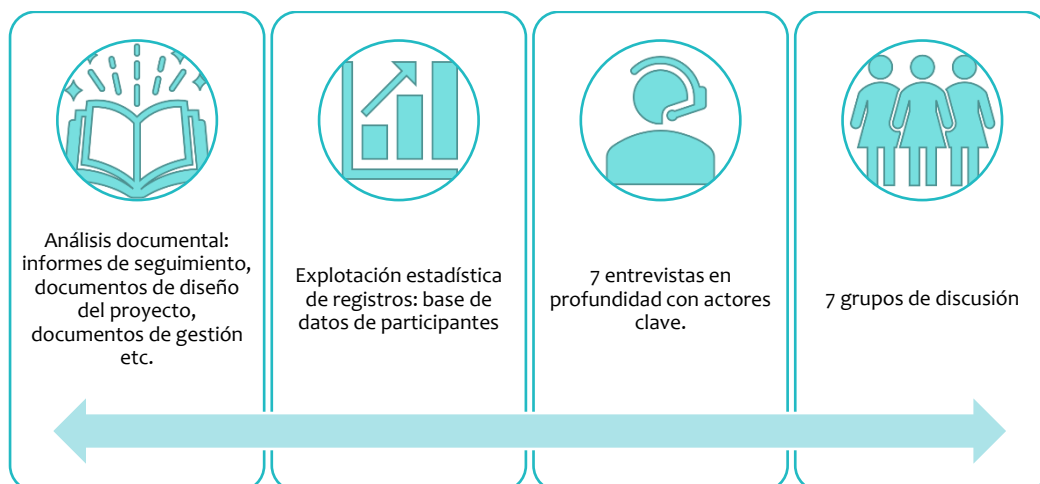 Análisis documental:
informes de seguimiento,
documentos de diseño
del proyecto,
documentos de gestión
etc.
Explotación estadística
de registros: base de
datos de participantes
7 entrevistas en
profundidad con actores
clave.
7 grupos de discusión